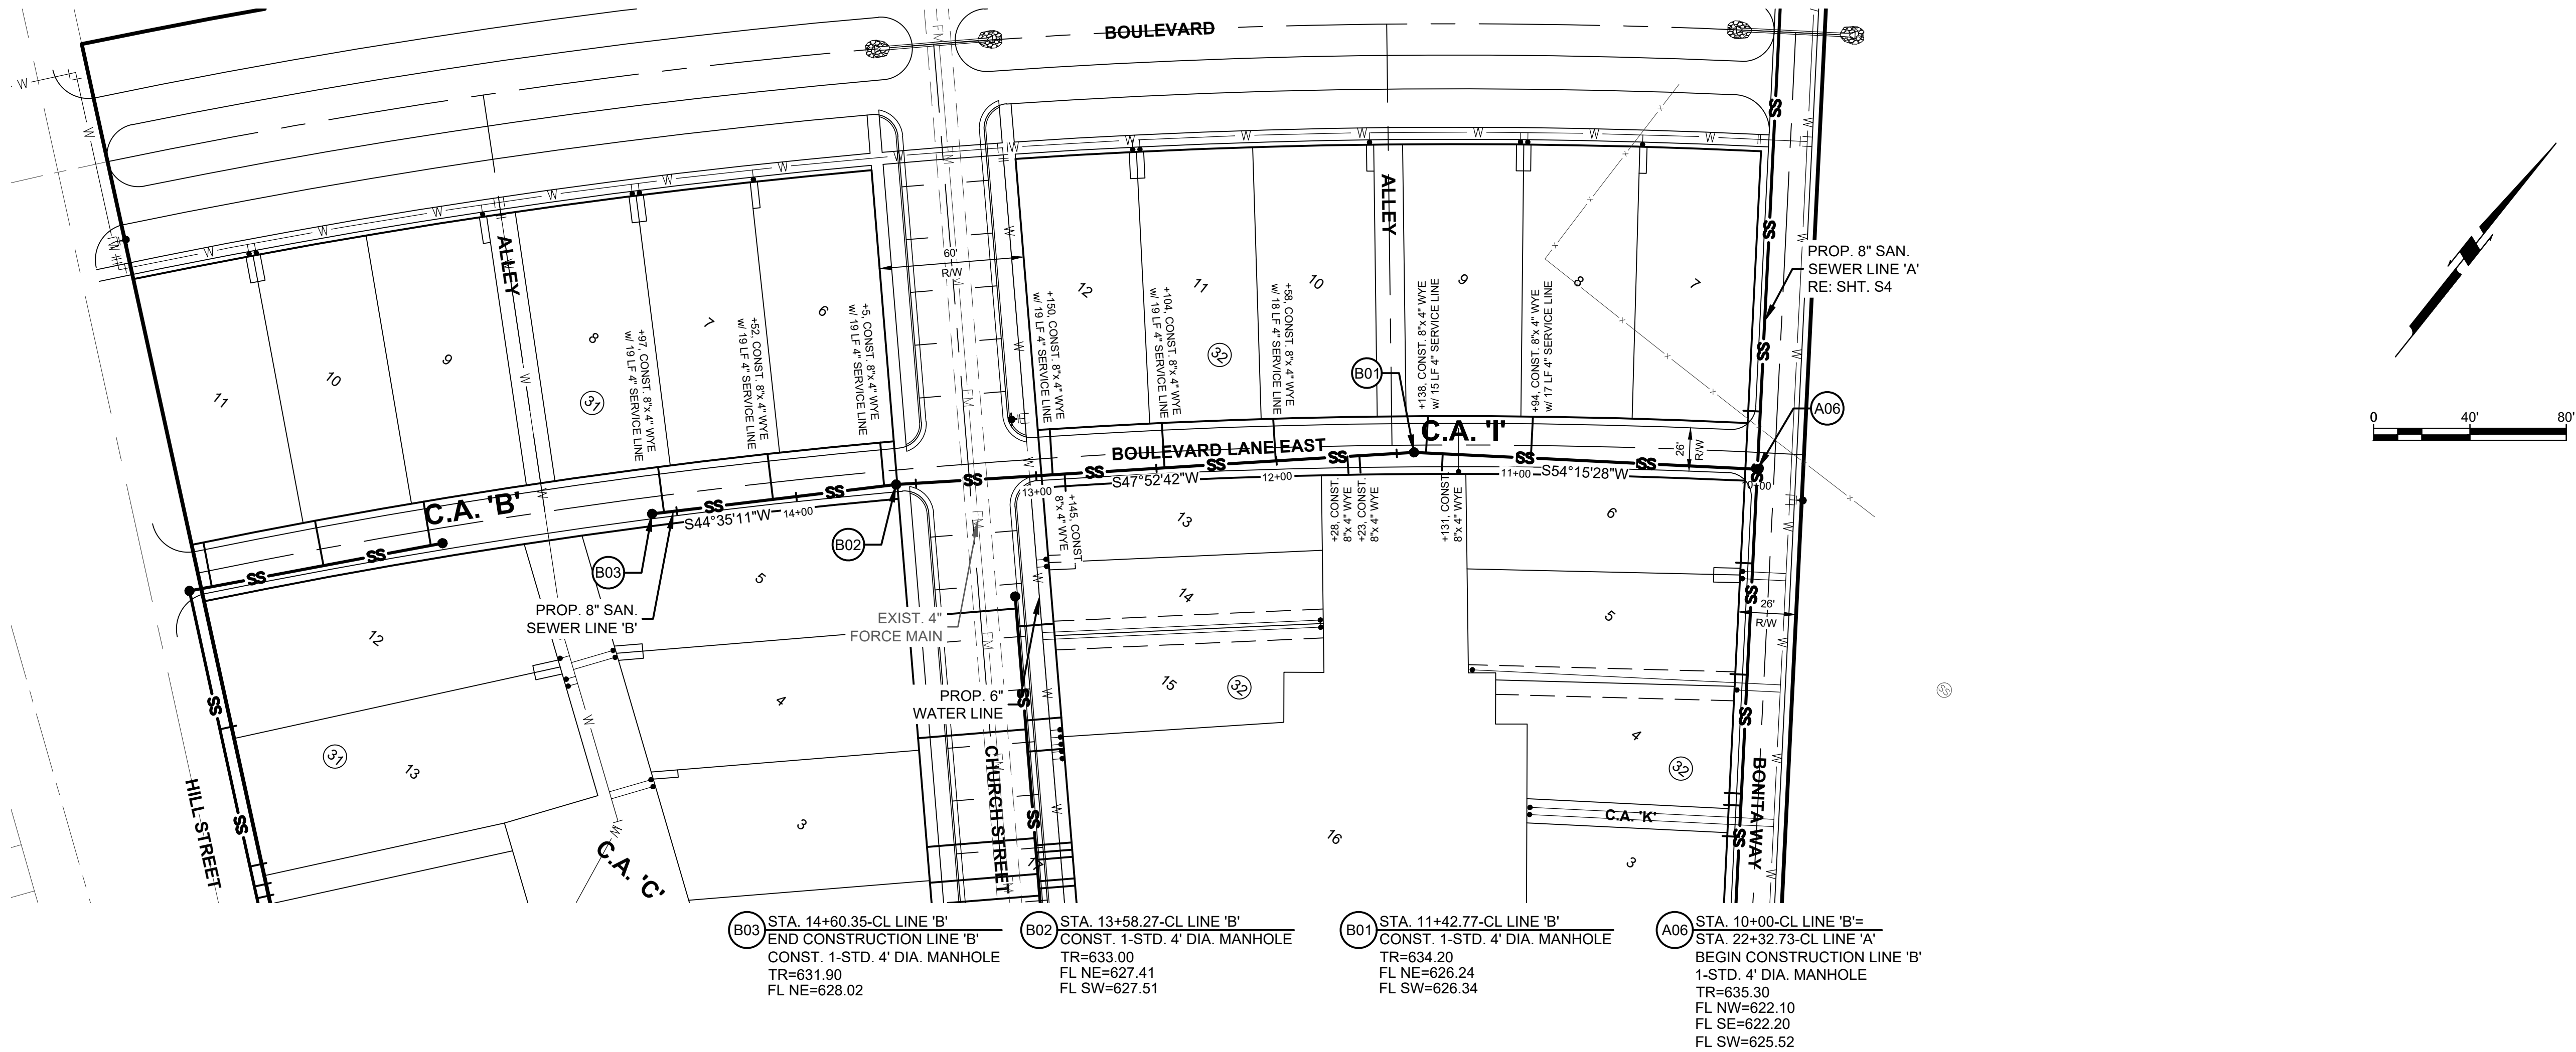 BOULEVARD
ALLEY
ALLEY
60'
R/W
11
10
9
8
7
6
31
+97, CONST. 8"x 4" WYE
w/ 19 LF 4" SERVICE LINE
+52, CONST. 8"x 4" WYE
w/ 19 LF 4" SERVICE LINE
+5, CONST. 8"x 4" WYE
w/ 19 LF 4" SERVICE LINE
12
11
10
9
8
7
32
+150, CONST. 8"x 4" WYE
w/ 19 LF 4" SERVICE LINE
+104, CONST. 8"x 4" WYE
w/ 19 LF 4" SERVICE LINE
+58, CONST. 8"x 4" WYE
w/ 18 LF 4" SERVICE LINE
+138, CONST. 8"x 4" WYE
w/ 15 LF 4" SERVICE LINE
+94, CONST. 8"x 4" WYE
w/ 17 LF 4" SERVICE LINE
PROP. 8" SAN.
SEWER LINE 'A'
RE: SHT. S4
0 40' 80'
B01
A06
C.A. 'I'
BOULEVARD LANE EAST
26'
R/W
C.A. 'B'
S44°35'11"W
14+00
13+00
S47°52'42"W
12+00
11+00
S54°15'28"W
0+00
B02
B03
+145, CONST
8"x 4" WYE
+28, CONST.
8"x 4" WYE
+23, CONST.
8"x 4" WYE
+131, CONST
8"x 4" WYE
PROP. 8" SAN.
SEWER LINE 'B'
EXIST. 4"
FORCE MAIN
PROP. 6"
WATER LINE
26'
R/W
12
13
31
5
4
3
13
14
15
32
16
17
6
5
4
32
3
C.A. 'K'
C.A. 'C'
HILL STREET
CHURCH STREET
BONITA WAY
SS
W
FM
B03
STA. 14+60.35-CL LINE 'B'
END CONSTRUCTION LINE 'B'
CONST. 1-STD. 4' DIA. MANHOLE
TR=631.90
FL NE=628.02
B02
STA. 13+58.27-CL LINE 'B'
CONST. 1-STD. 4' DIA. MANHOLE
TR=633.00
FL NE=627.41
FL SW=627.51
B01
STA. 11+42.77-CL LINE 'B'
CONST. 1-STD. 4' DIA. MANHOLE
TR=634.20
FL NE=626.24
FL SW=626.34
A06
STA. 10+00-CL LINE 'B'=
STA. 22+32.73-CL LINE 'A'
BEGIN CONSTRUCTION LINE 'B'
1-STD. 4' DIA. MANHOLE
TR=635.30
FL NW=622.10
FL SE=622.20
FL SW=625.52